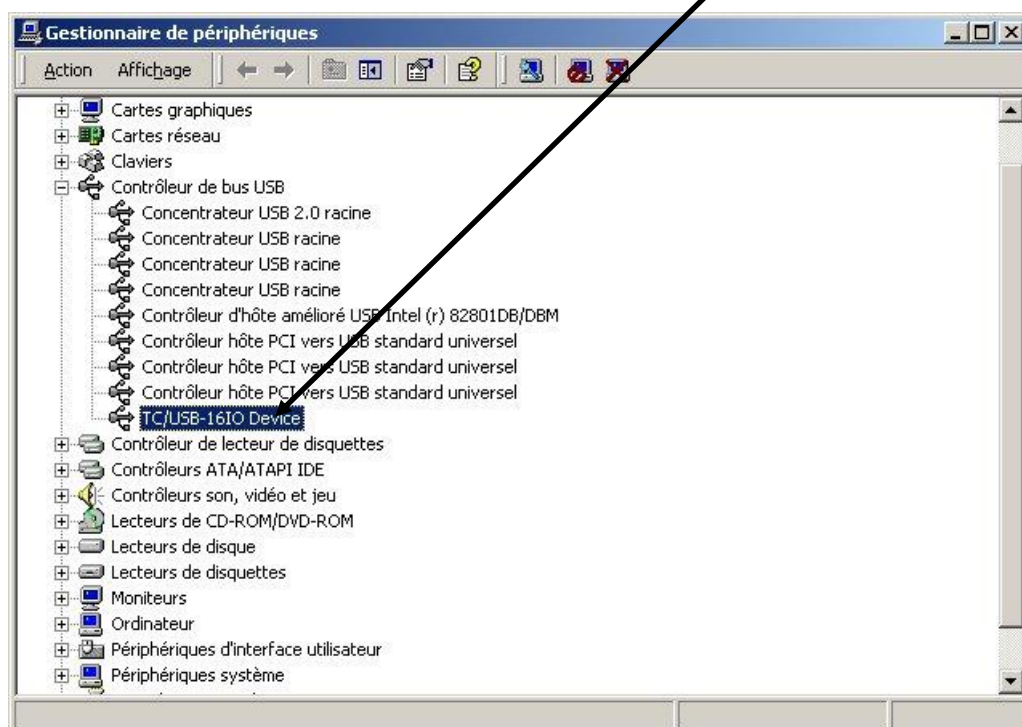 Gestionnaire de périphériques
Action Affichage
Cartes graphiques
Cartes réseau
Claviers
Contrôleur de bus USB
Concentrateur USB 2.0 racine
Concentrateur USB racine
Concentrateur USB racine
Concentrateur USB racine
Contrôleur d'hôte amélioré USB Intel (r) 82801DB/DBM
Contrôleur hôte PCI vers USB standard universel
Contrôleur hôte PCI vers USB standard universel
Contrôleur hôte PCI vers USB standard universel
TC/USB-16IO Device
Contrôleur de lecteur de disquettes
Contrôleurs ATA/ATAPI IDE
Contrôleurs son, vidéo et jeu
Lecteurs de CD-ROM/DVD-ROM
Lecteurs de disque
Lecteurs de disquettes
Moniteurs
Ordinateur
Périphériques d'interface utilisateur
Périphériques système